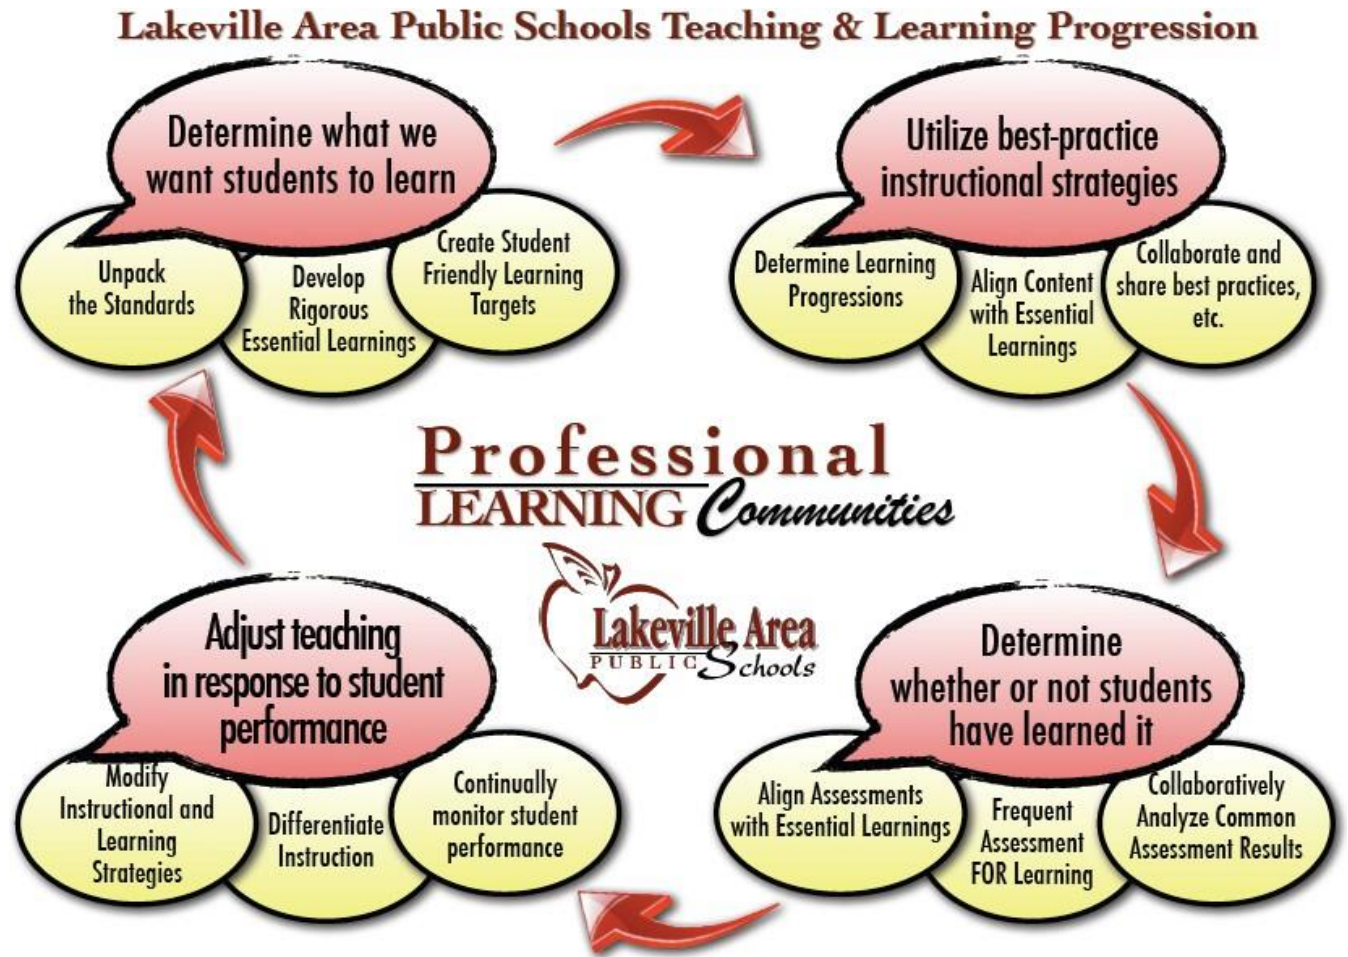 Lakeville Area Public Schools Teaching & Learning Progression
Determine what we
want students to learn
Unpack
the Standards
Develop
Rigorous
Essential Learnings
Create Student
Friendly Learning
Targets
Utilize best-practice
instructional strategies
Determine Learning
Progressions
Align Content
with Essential
Learnings
Collaborate and
share best practices,
etc.
Professional
LEARNING Communities
Lakeville Area
PUBLIC Schools
Adjust teaching
in response to student
performance
Modify
Instructional and
Learning
Strategies
Differentiate
Instruction
Continually
monitor student
performance
Determine
whether or not students
have learned it
Align Assessments
with Essential Learnings
Frequent
Assessment
FOR Learning
Collaboratively
Analyze Common
Assessment Results